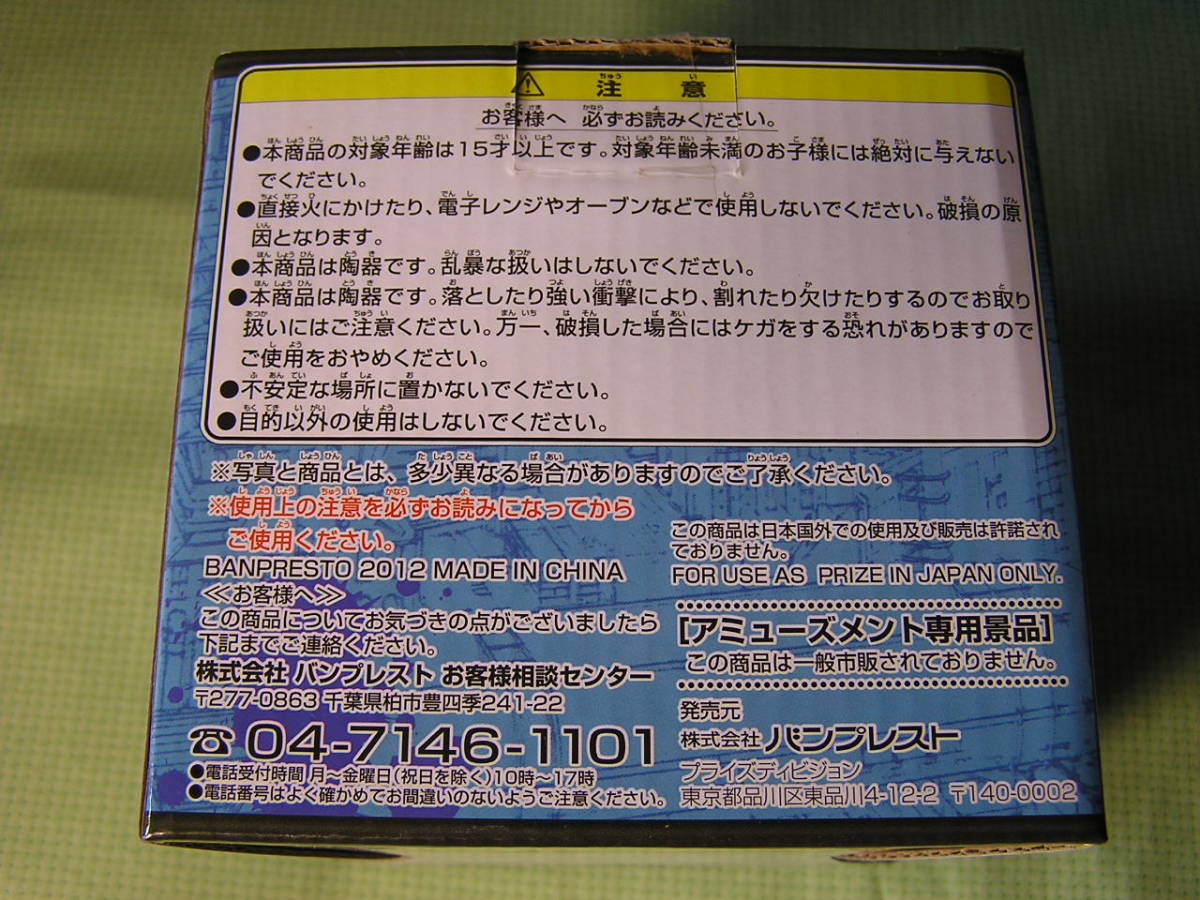 注意
お客様へ 必ずお読みください。
●本商品の対象年齢は15才以上です。対象年齢未満のお子様には絶対に与えない
でください。
●直接火にかけたり、電子レンジやオーブンなどで使用しないでください。破損の原
因となります。
●本商品は陶器です。乱暴な扱いはしないでください。
●本商品は陶器です。落としたり強い衝撃により、割れたり欠けたりするのでお取り
扱いにはご注意ください。万一、破損した場合にはケガをする恐れがありますので
ご使用をおやめください。
●不安定な場所に置かないでください。
●目的以外の使用はしないでください。
※写真と商品とは、多少異なる場合がありますのでご了承ください。
※使用上の注意を必ずお読みになってから
ご使用ください。
BANPRESTO 2012 MADE IN CHINA
≪お客様へ≫
この商品についてお気づきの点がございましたら
下記までご連絡ください。
株式会社 バンプレスト お客様相談センター
〒277-0863 千葉県柏市豊四季241-22
☎04-7146-1101
●電話受付時間 月～金曜日(祝日を除く)10時～17時
●電話番号はよく確かめてお間違いのないようご注意ください。
この商品は日本国外での使用及び販売は許諾され
ておりません。
FOR USE AS PRIZE IN JAPAN ONLY.
[アミューズメント専用景品]
この商品は一般市販されておりません。
発売元
株式会社 バンプレスト
プライズディビジョン
東京都品川区東品川4-12-2 〒140-0002